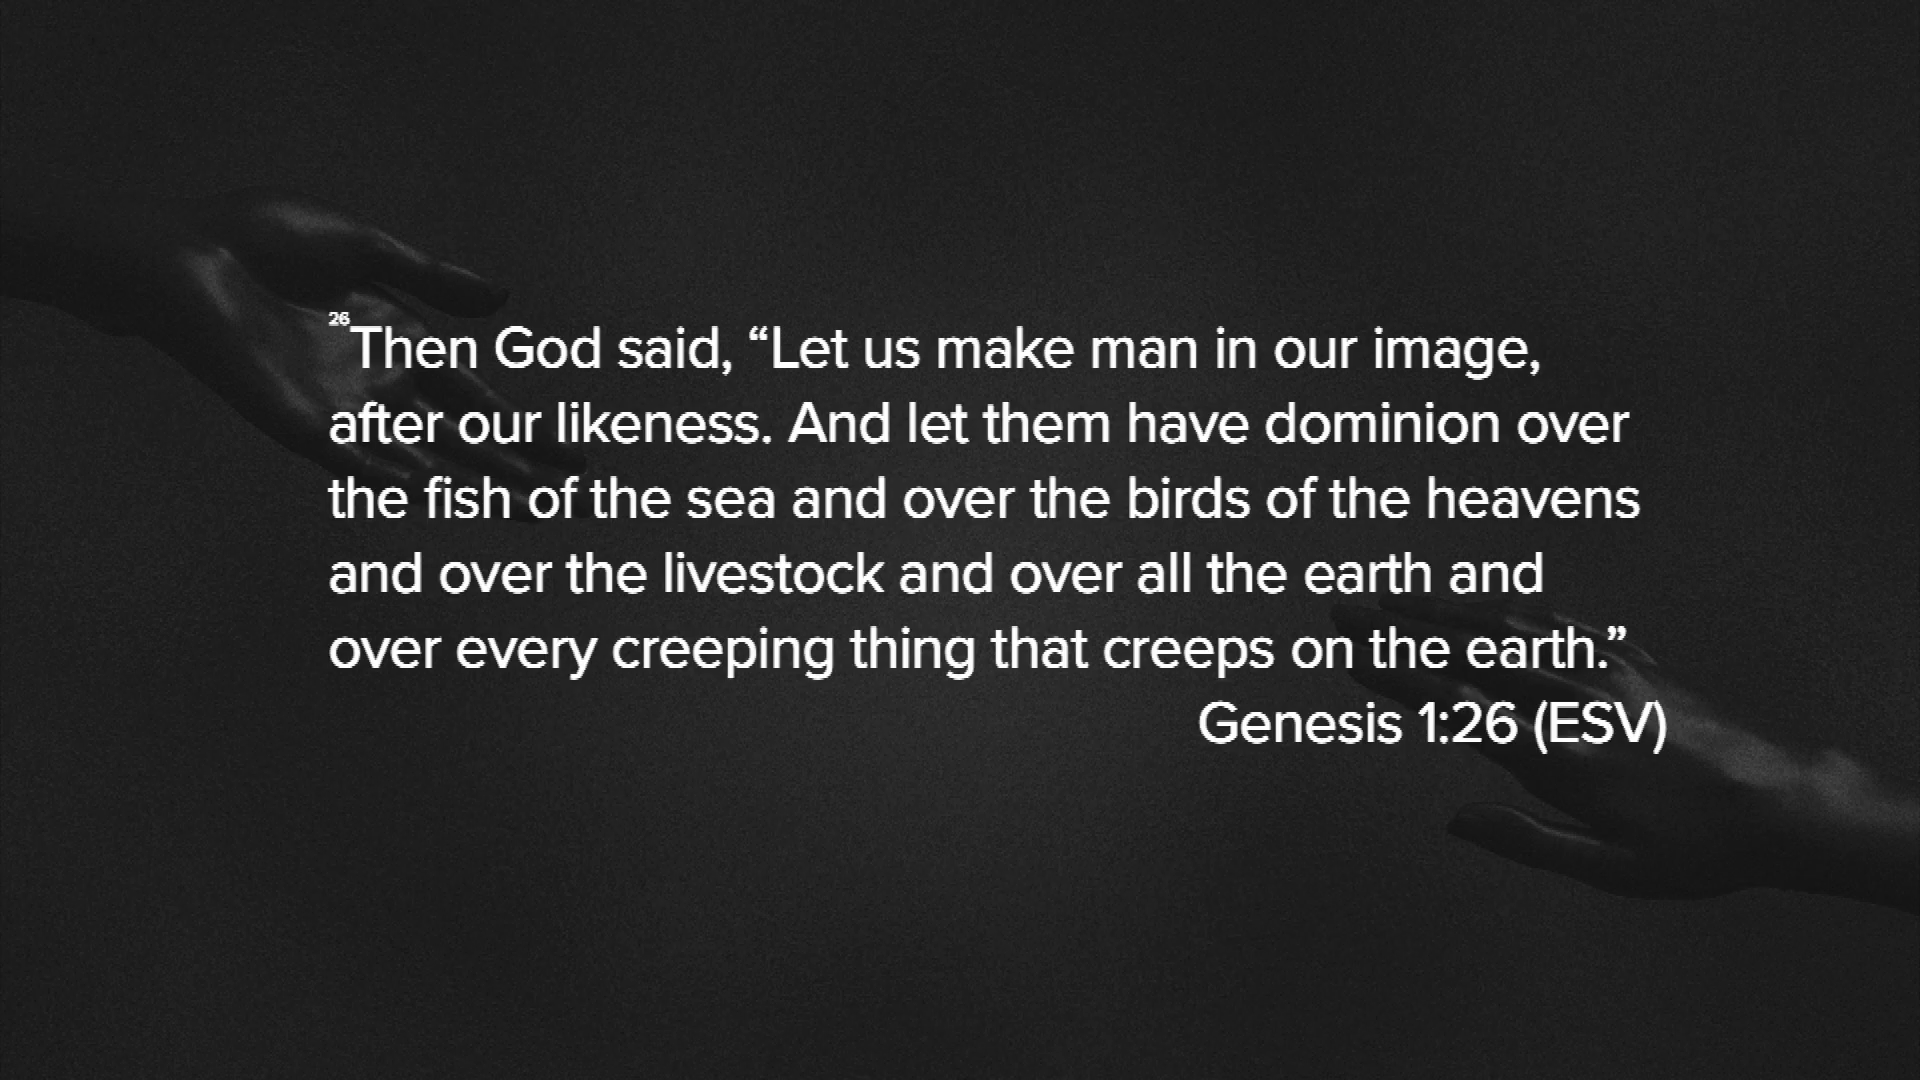 26Then God said, “Let us make man in our image,
after our likeness. And let them have dominion over
the fish of the sea and over the birds of the heavens
and over the livestock and over all the earth and
over every creeping thing that creeps on the earth.”
Genesis 1:26 (ESV)